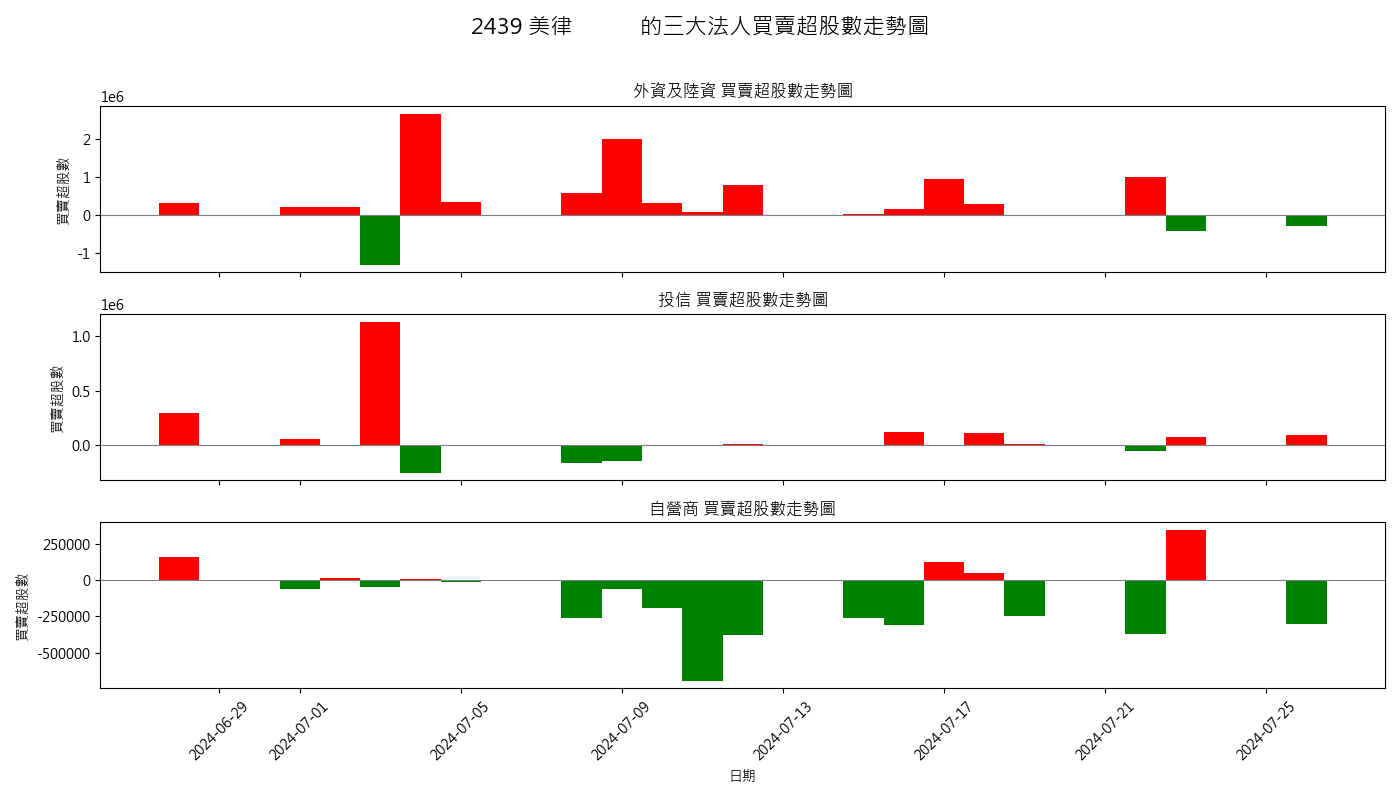 2439 美律 的三大法人買賣超股數走勢圖
外資及陸資 買賣超股數走勢圖
1e6
買賣超股數
2
1
0
-1
投信 買賣超股數走勢圖
1e6
買賣超股數
1.0
0.5
0.0
自營商 買賣超股數走勢圖
買賣超股數
250000
0
-250000
-500000
2024-06-29
2024-07-01
2024-07-05
2024-07-09
2024-07-13
2024-07-17
2024-07-21
2024-07-25
日期